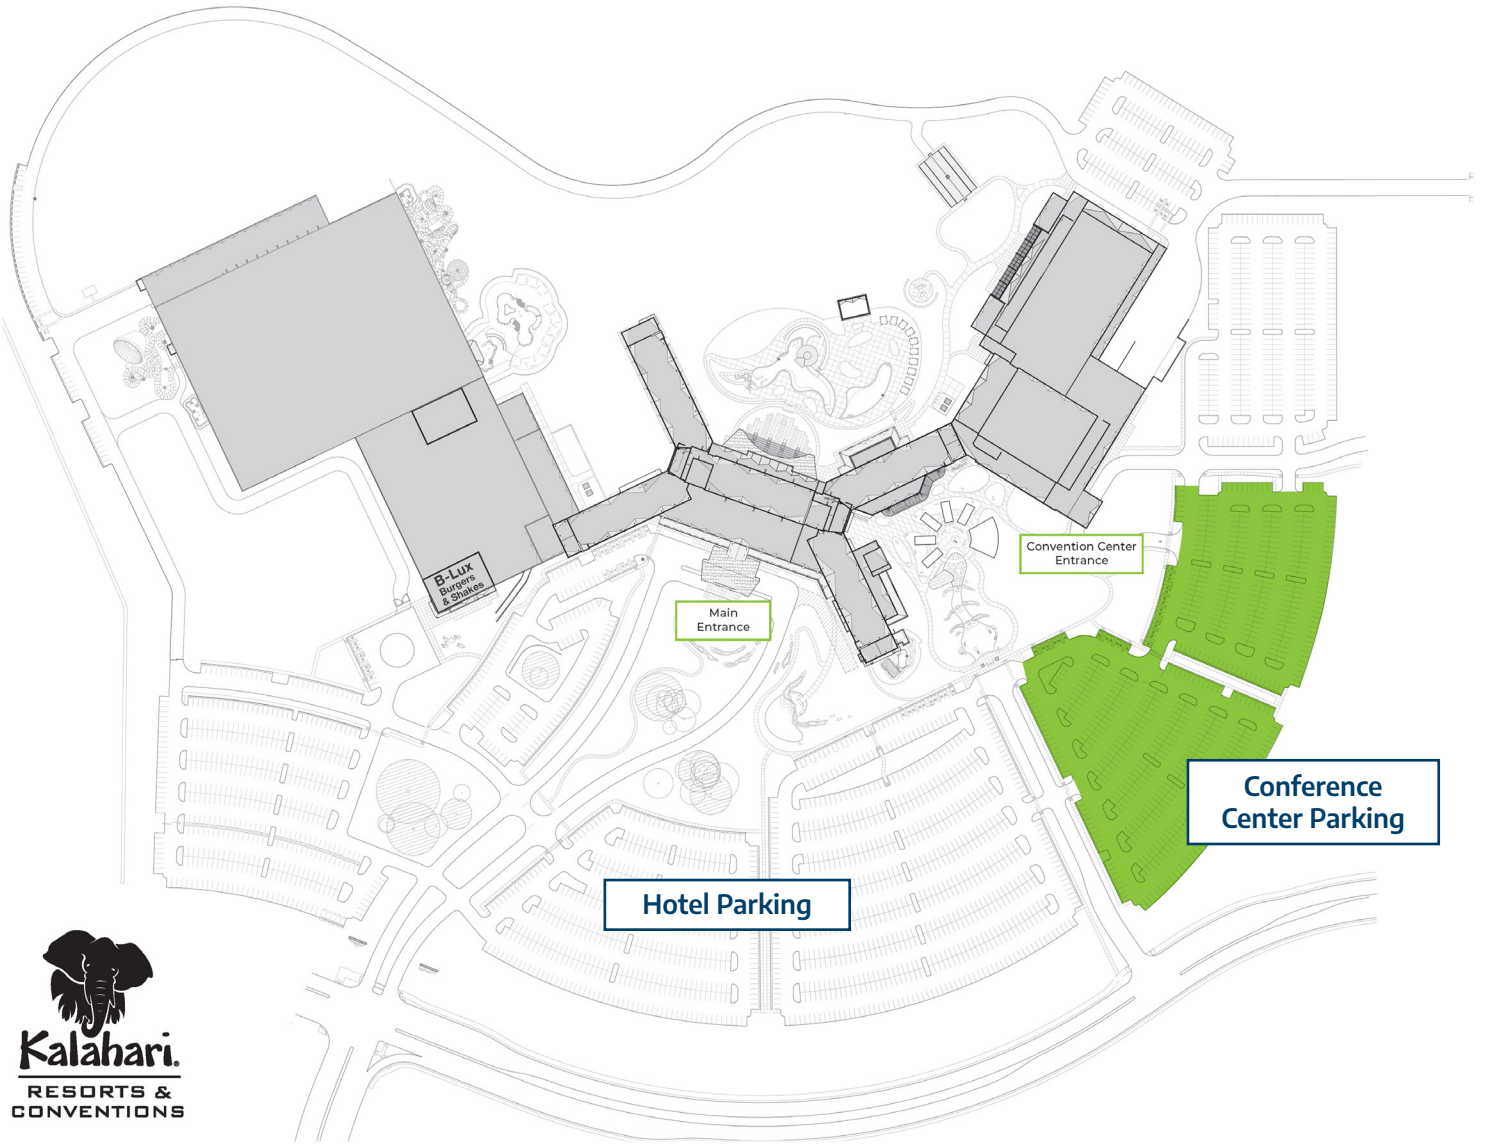 B-Lux
Burgers
& Shakes
Convention Center
Entrance
Main
Entrance
Conference
Center Parking
Hotel Parking
Kalahari.
RESORTS &
CONVENTIONS